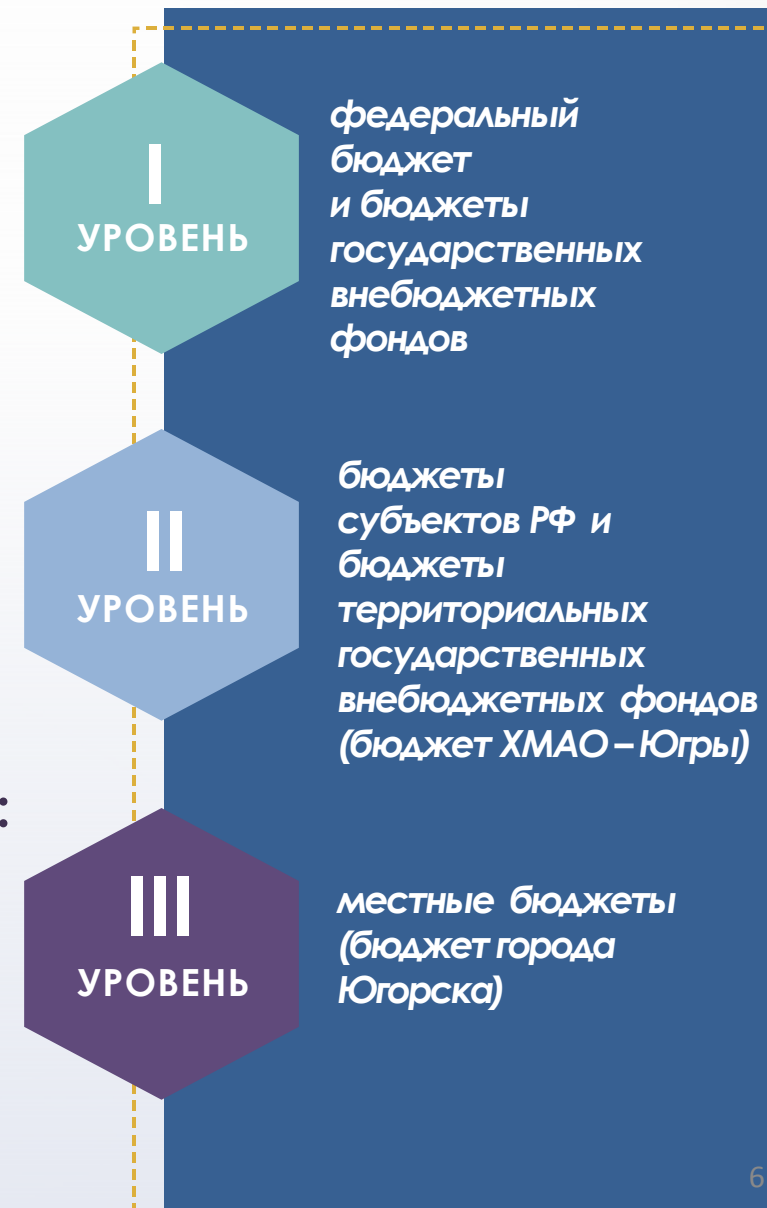 I
УРОВЕНЬ
федеральный
бюджет
и бюджеты
государственных
внебюджетных
фондов
II
УРОВЕНЬ
бюджеты
субъектов РФ и
бюджеты
территориальных
государственных
внебюджетных фондов
(бюджет ХМАО – Югры)
:
III
УРОВЕНЬ
местные бюджеты
(бюджет города
Югорска)
6